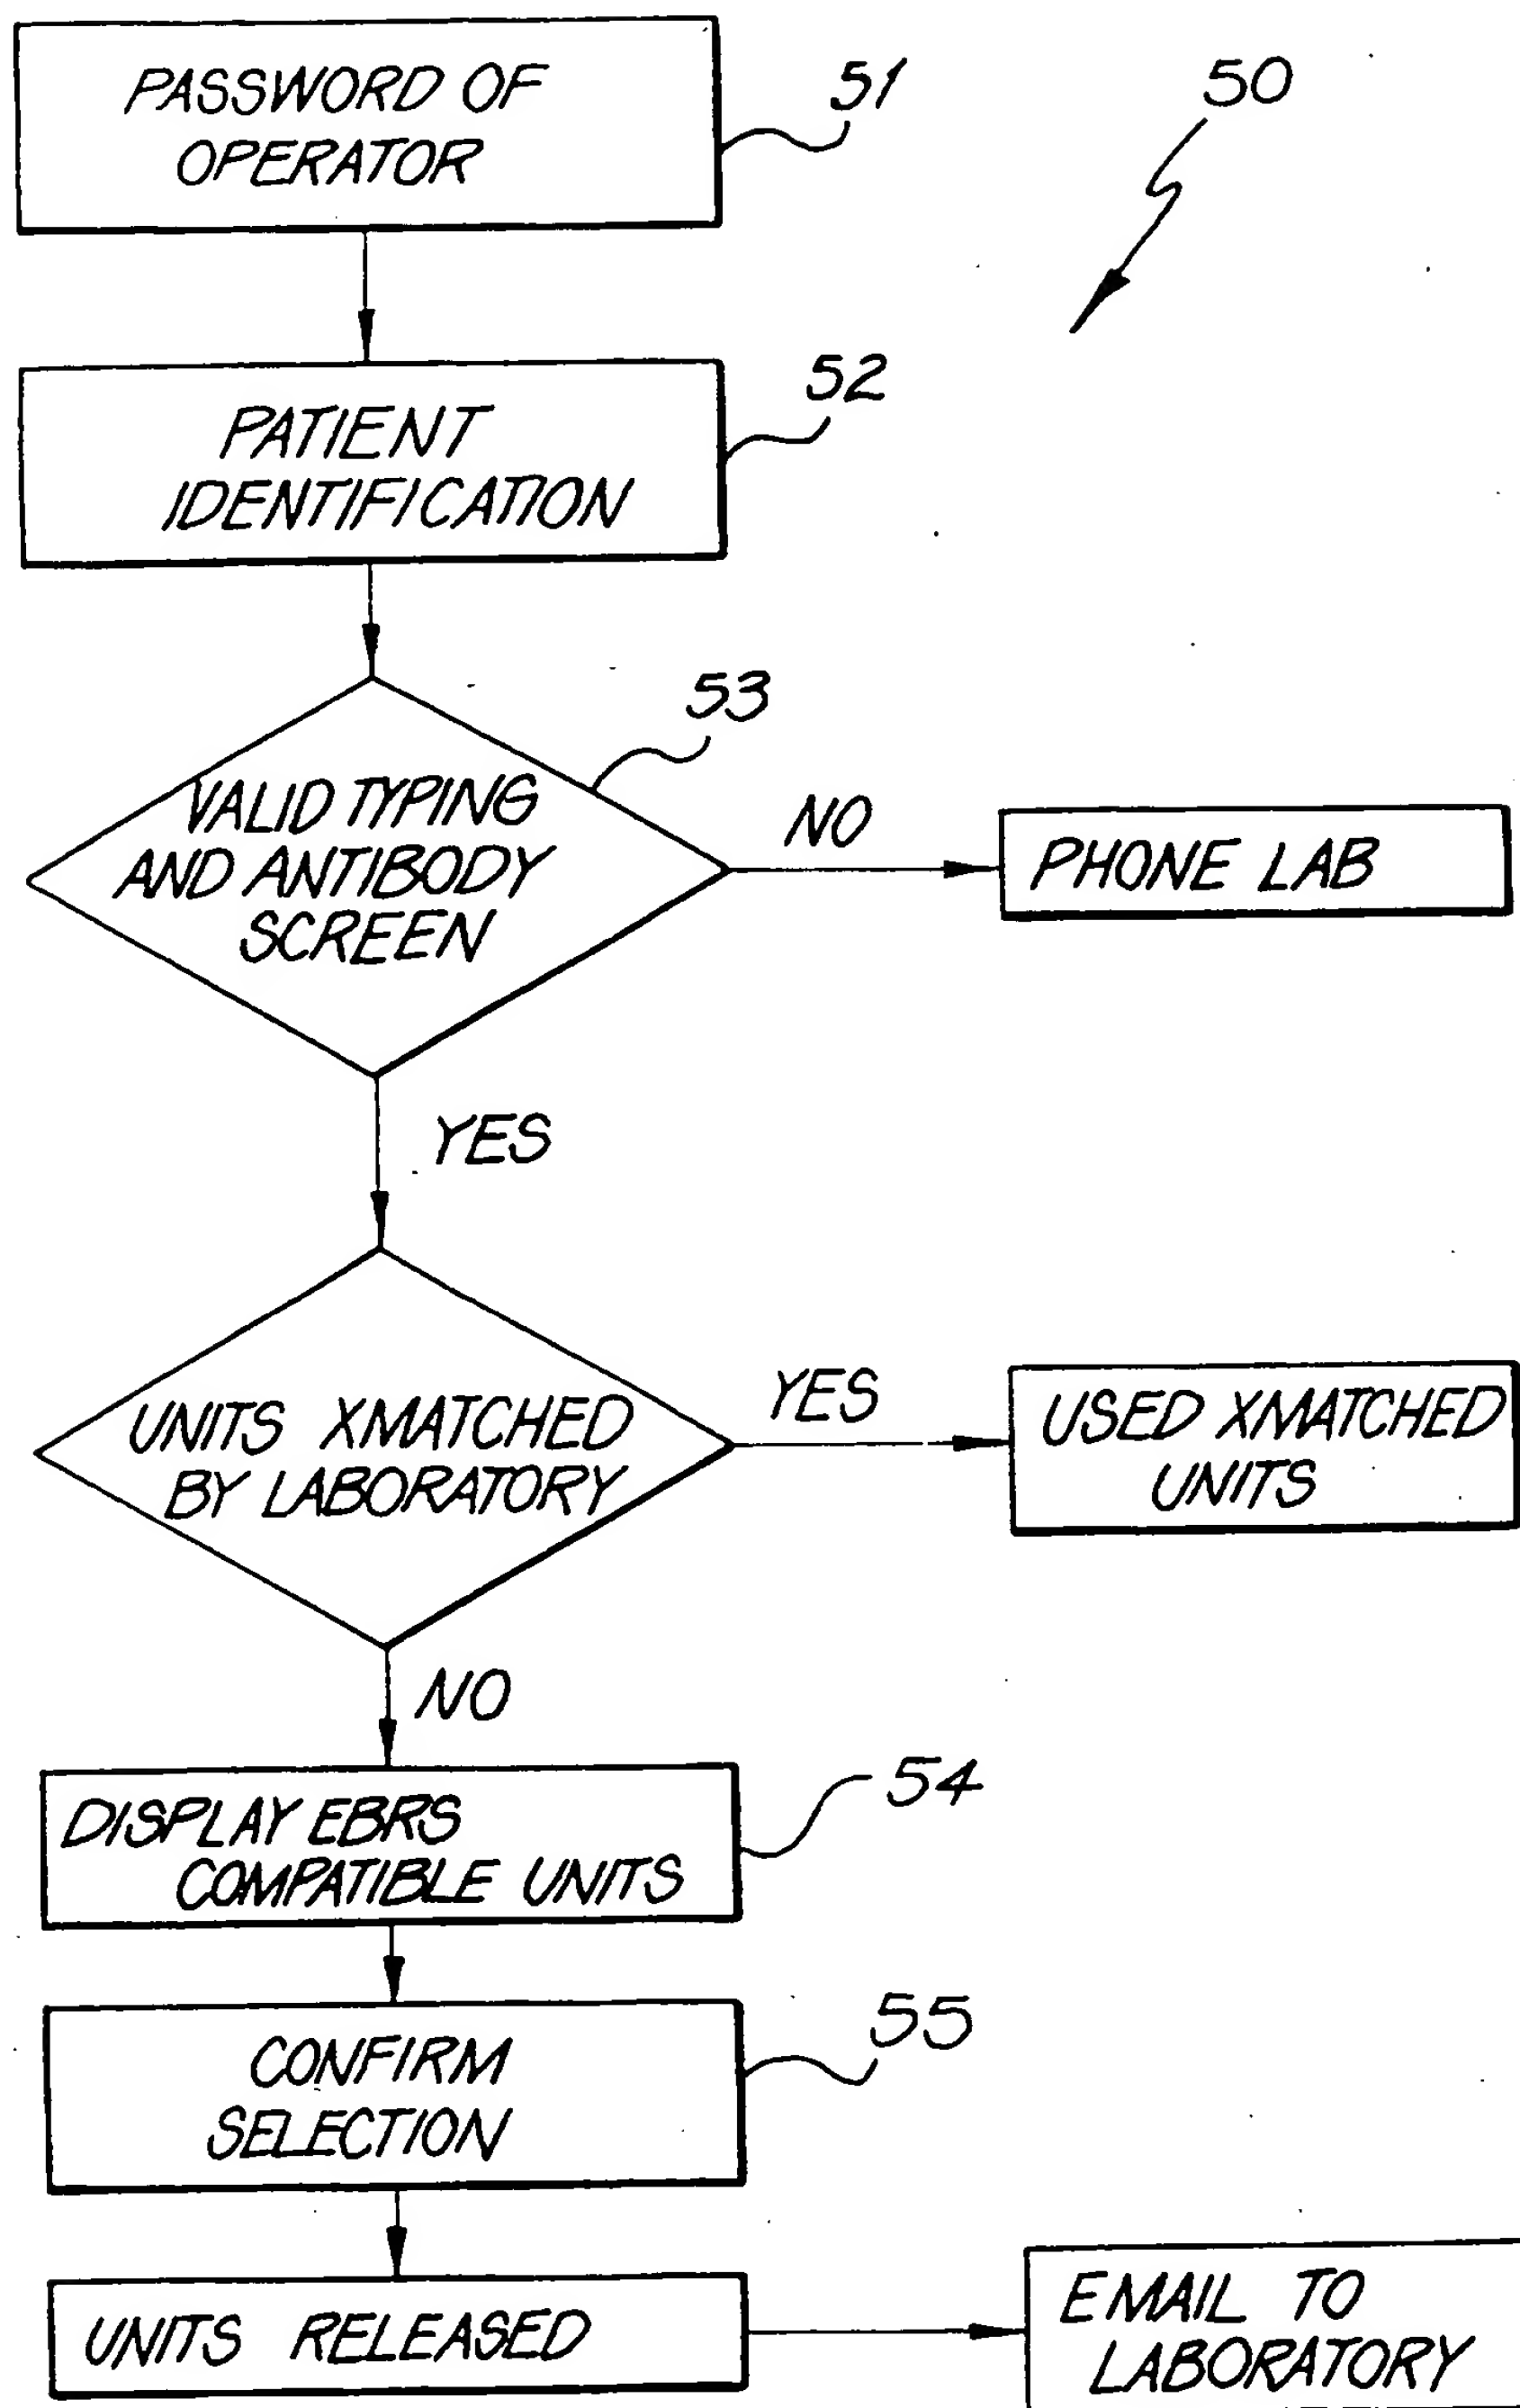 PASSWORD OF
OPERATOR
51
50
PATIENT
IDENTIFICATION
52
53
VALID TYPING
AND ANTIBODY
SCREEN
NO
PHONE LAB
YES
UNITS XMATCHED
BY LABORATORY
YES
USED XMATCHED
UNITS
NO
DISPLAY EBRS
COMPATIBLE UNITS
54
CONFIRM
SELECTION
55
UNITS RELEASED
EMAIL TO
LABORATORY